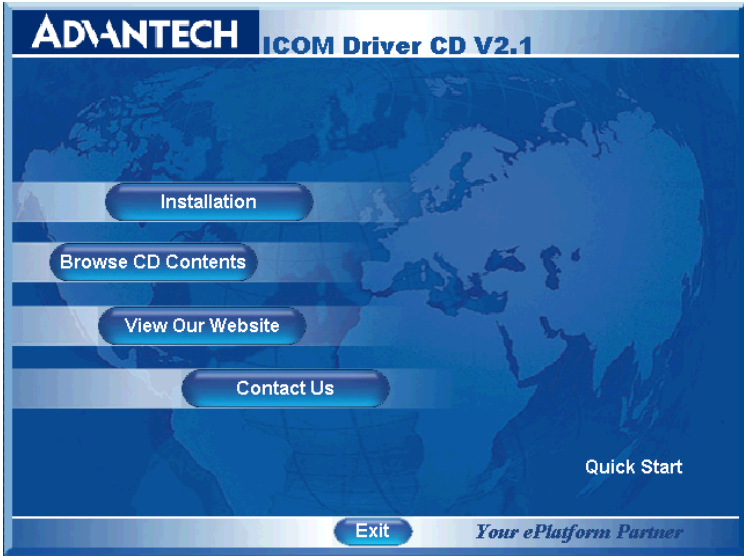 ADVANTECH
ICOM Driver CD V2.1
Installation
Browse CD Contents
View Our Website
Contact Us
Quick Start
Exit
Your ePlatform Partner